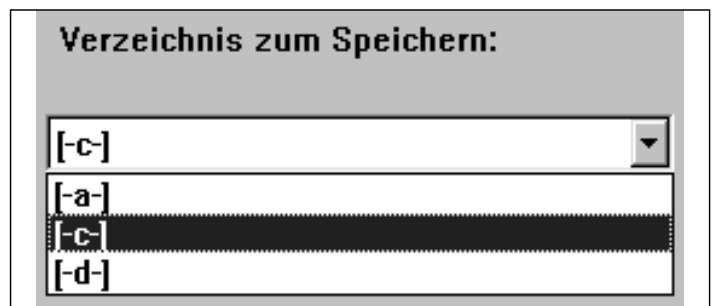 Verzeichnis zum Speichern:
[-c-]
[-a-]
[-c-]
[-d-]